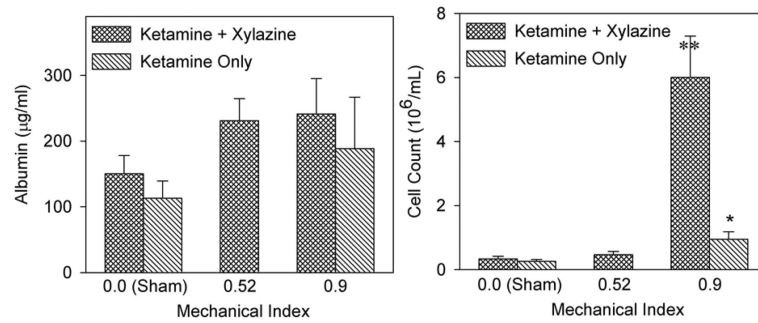 Ketamine + Xylazine
Ketamine Only
300
200
100
0
Albumin (μg/ml)
0.0 (Sham)
0.52
0.9
Mechanical Index
8
6
4
2
0
Cell Count (10⁶/mL)
Ketamine + Xylazine
Ketamine Only
**
*
0.0 (Sham)
0.52
0.9
Mechanical Index